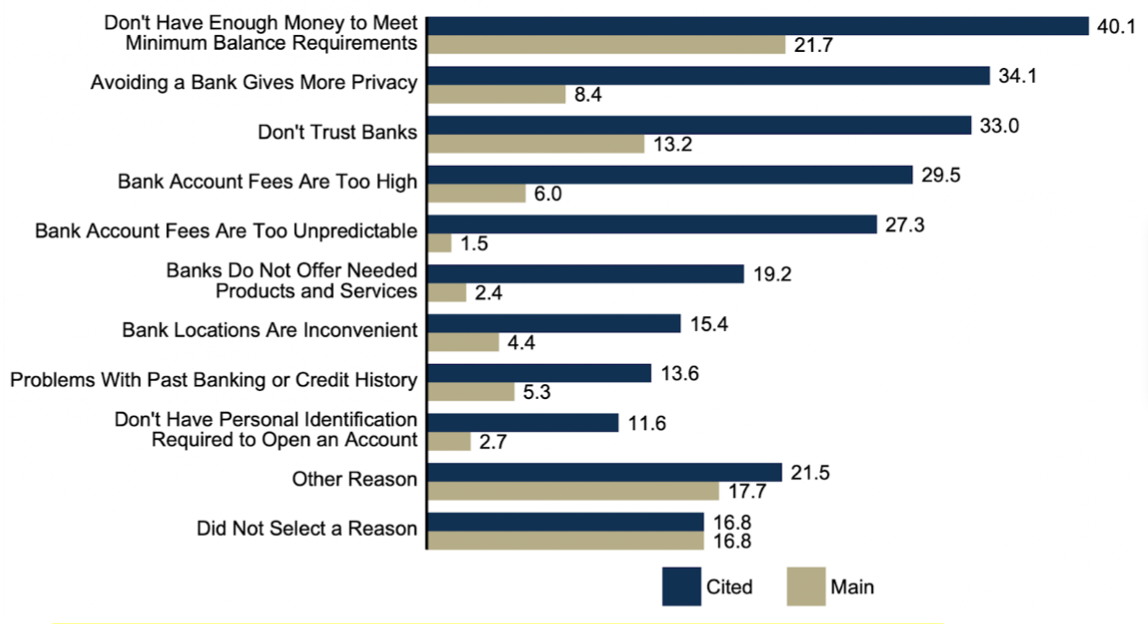 Don't Have Enough Money to Meet
Minimum Balance Requirements
40.1
21.7
Avoiding a Bank Gives More Privacy
34.1
8.4
Don't Trust Banks
33.0
13.2
Bank Account Fees Are Too High
29.5
6.0
Bank Account Fees Are Too Unpredictable
27.3
1.5
Banks Do Not Offer Needed
Products and Services
19.2
2.4
Bank Locations Are Inconvenient
15.4
4.4
Problems With Past Banking or Credit History
13.6
5.3
Don't Have Personal Identification
Required to Open an Account
11.6
2.7
Other Reason
21.5
17.7
Did Not Select a Reason
16.8
16.8
Cited
Main